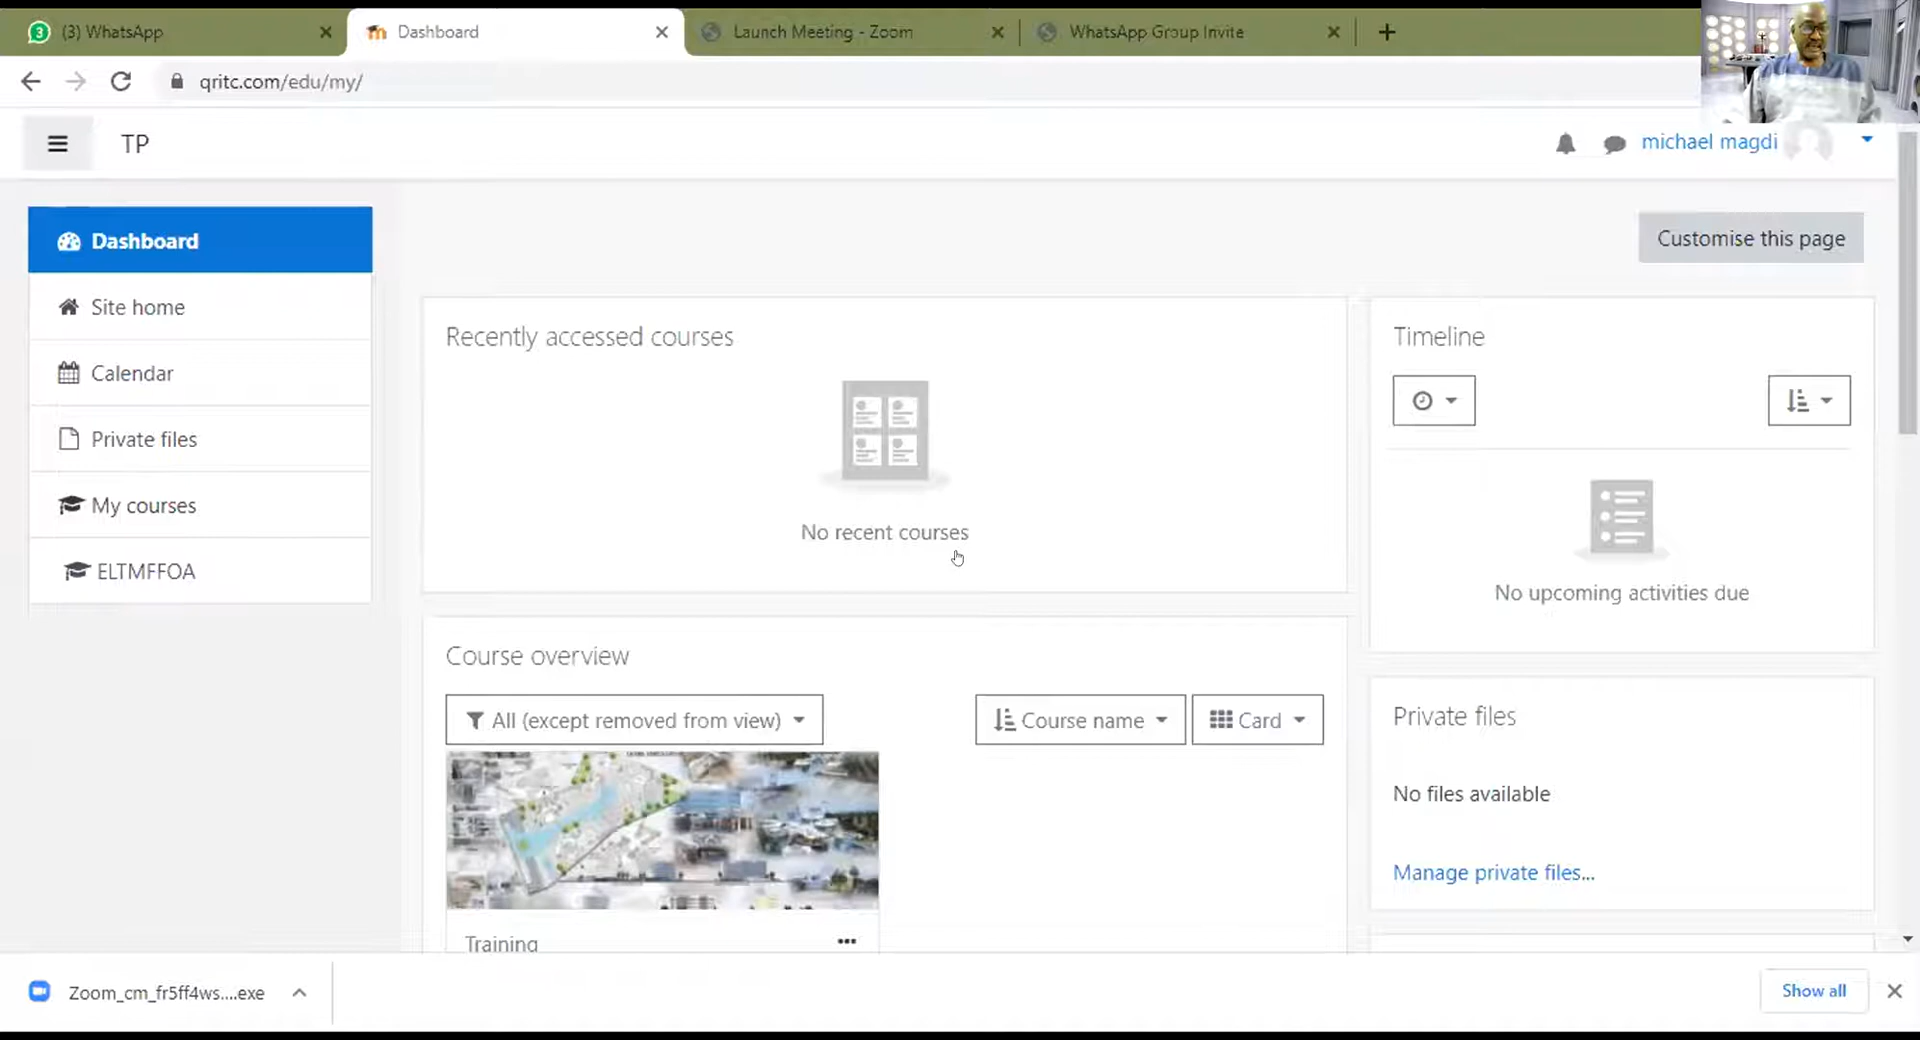 (3) WhatsApp
Dashboard
Launch Meeting - Zoom
WhatsApp Group Invite
qritc.com/edu/my/
TP
michael magdi
Dashboard
Site home
Calendar
Private files
My courses
ELTMFFOA
Customise this page
Recently accessed courses
No recent courses
Timeline
No upcoming activities due
Course overview
All (except removed from view)
Course name
Card
Training
Private files
No files available
Manage private files...
Zoom_cm_fr5ff4ws....exe
Show all